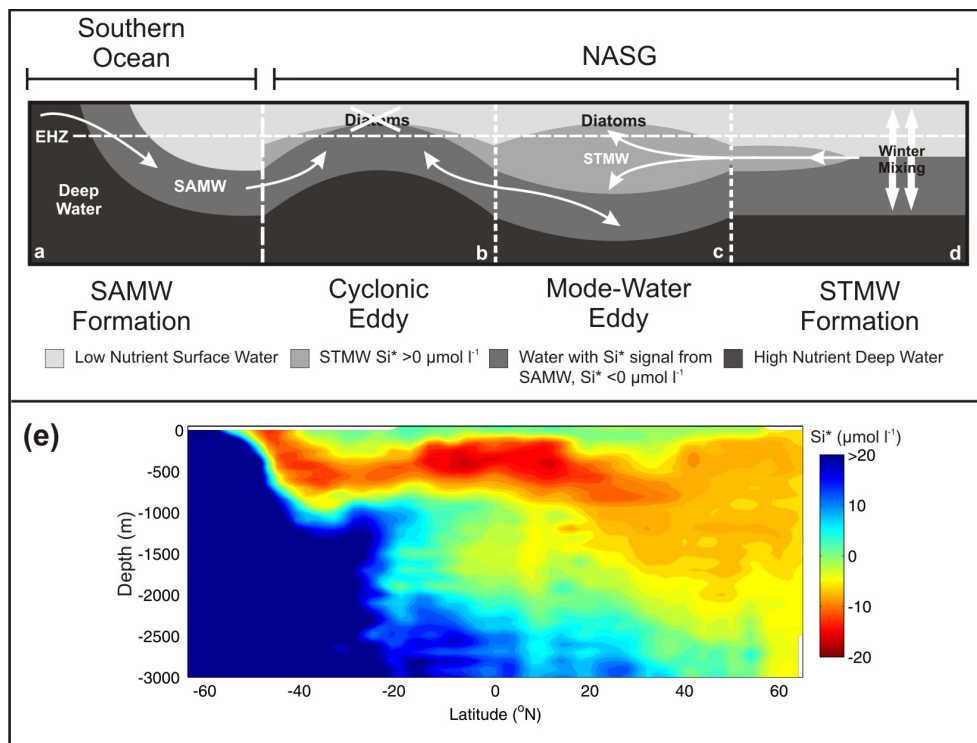 Southern
Ocean
NASG
EHZ
Diatoms
Diatoms
STMW
Winter
Mixing
SAMW
Deep
Water
a
b
c
d
SAMW
Formation
Cyclonic
Eddy
Mode-Water
Eddy
STMW
Formation
Low Nutrient Surface Water
STMW Si* >0 µmol l⁻¹
Water with Si* signal from
SAMW, Si* <0 µmol l⁻¹
High Nutrient Deep Water
(e)
Si* (µmol l⁻¹)
0
-500
-1000
-1500
-2000
-2500
-3000
Depth (m)
-60
-40
-20
0
20
40
60
Latitude (°N)
>20
10
0
-10
-20